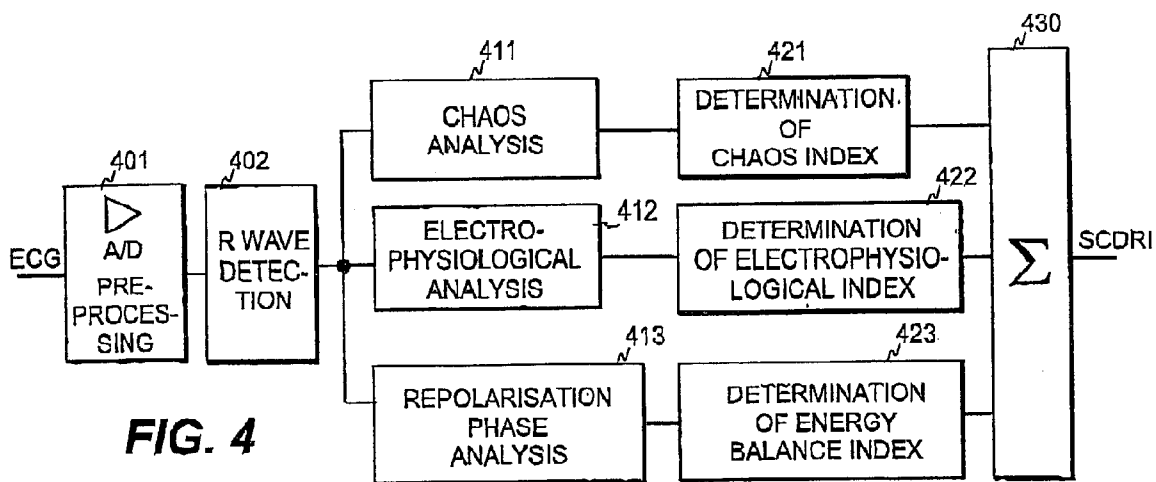 430
411
421
CHAOS
ANALYSIS
DETERMINATION
OF
CHAOS INDEX
401
402
A/D
PRE-
PROCES-
SING
ECG
R WAVE
DETEC-
TION
412
ELECTRO-
PHYSIOLOGICAL
ANALYSIS
422
DETERMINATION
OF ELECTROPHYSIO-
LOGICAL INDEX
Σ
SCDRI
413
REPOLARISATION
PHASE
ANALYSIS
423
DETERMINATION
OF ENERGY
BALANCE INDEX
FIG. 4